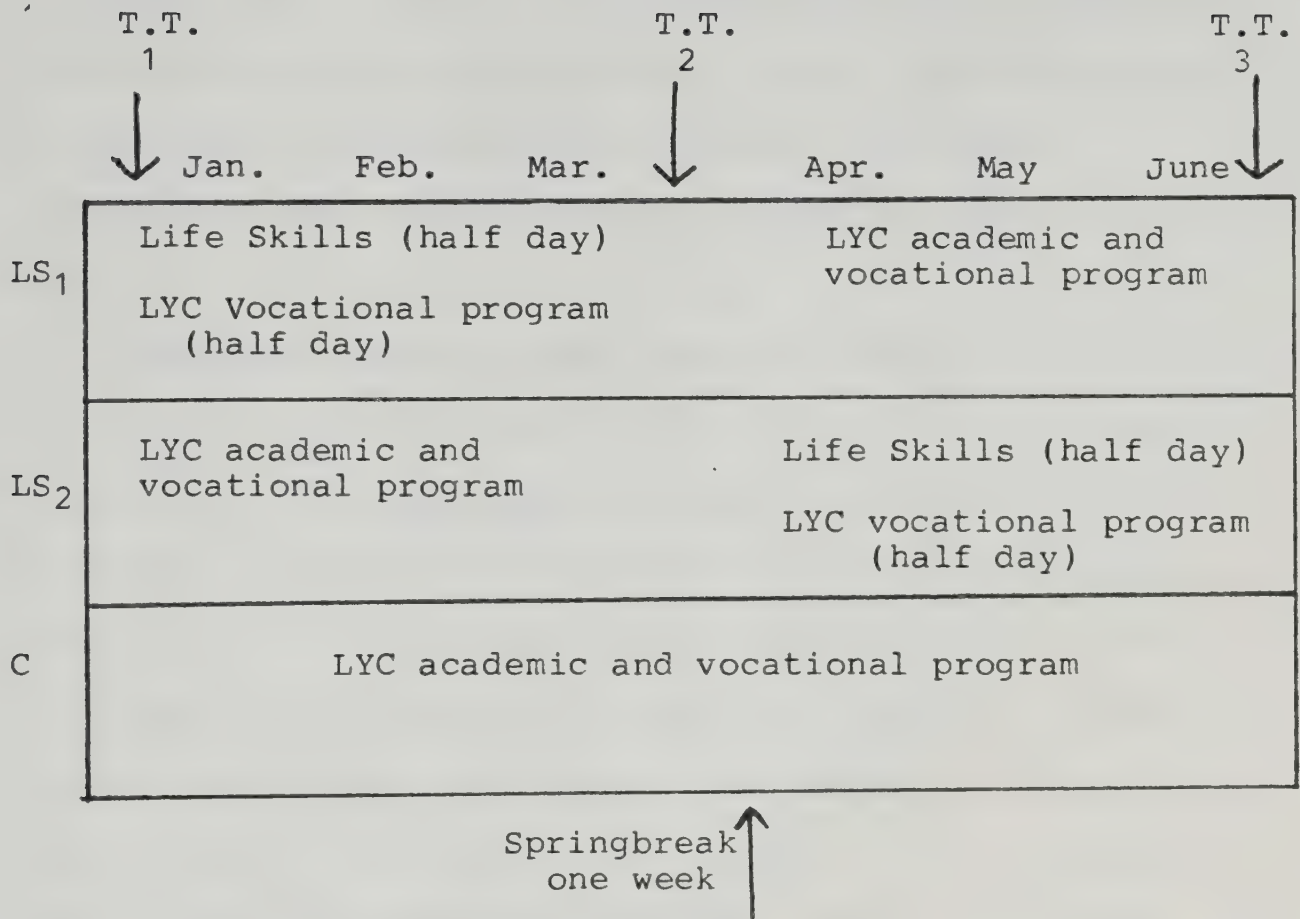 T.T. T.T. T.T.
1 2 3
Jan. Feb. Mar. Apr. May June
LS1
Life Skills (half day)
LYC Vocational program
(half day)
LYC academic and
vocational program
LS2
LYC academic and
vocational program
Life Skills (half day)
LYC vocational program
(half day)
C
LYC academic and vocational program
Springbreak
one week